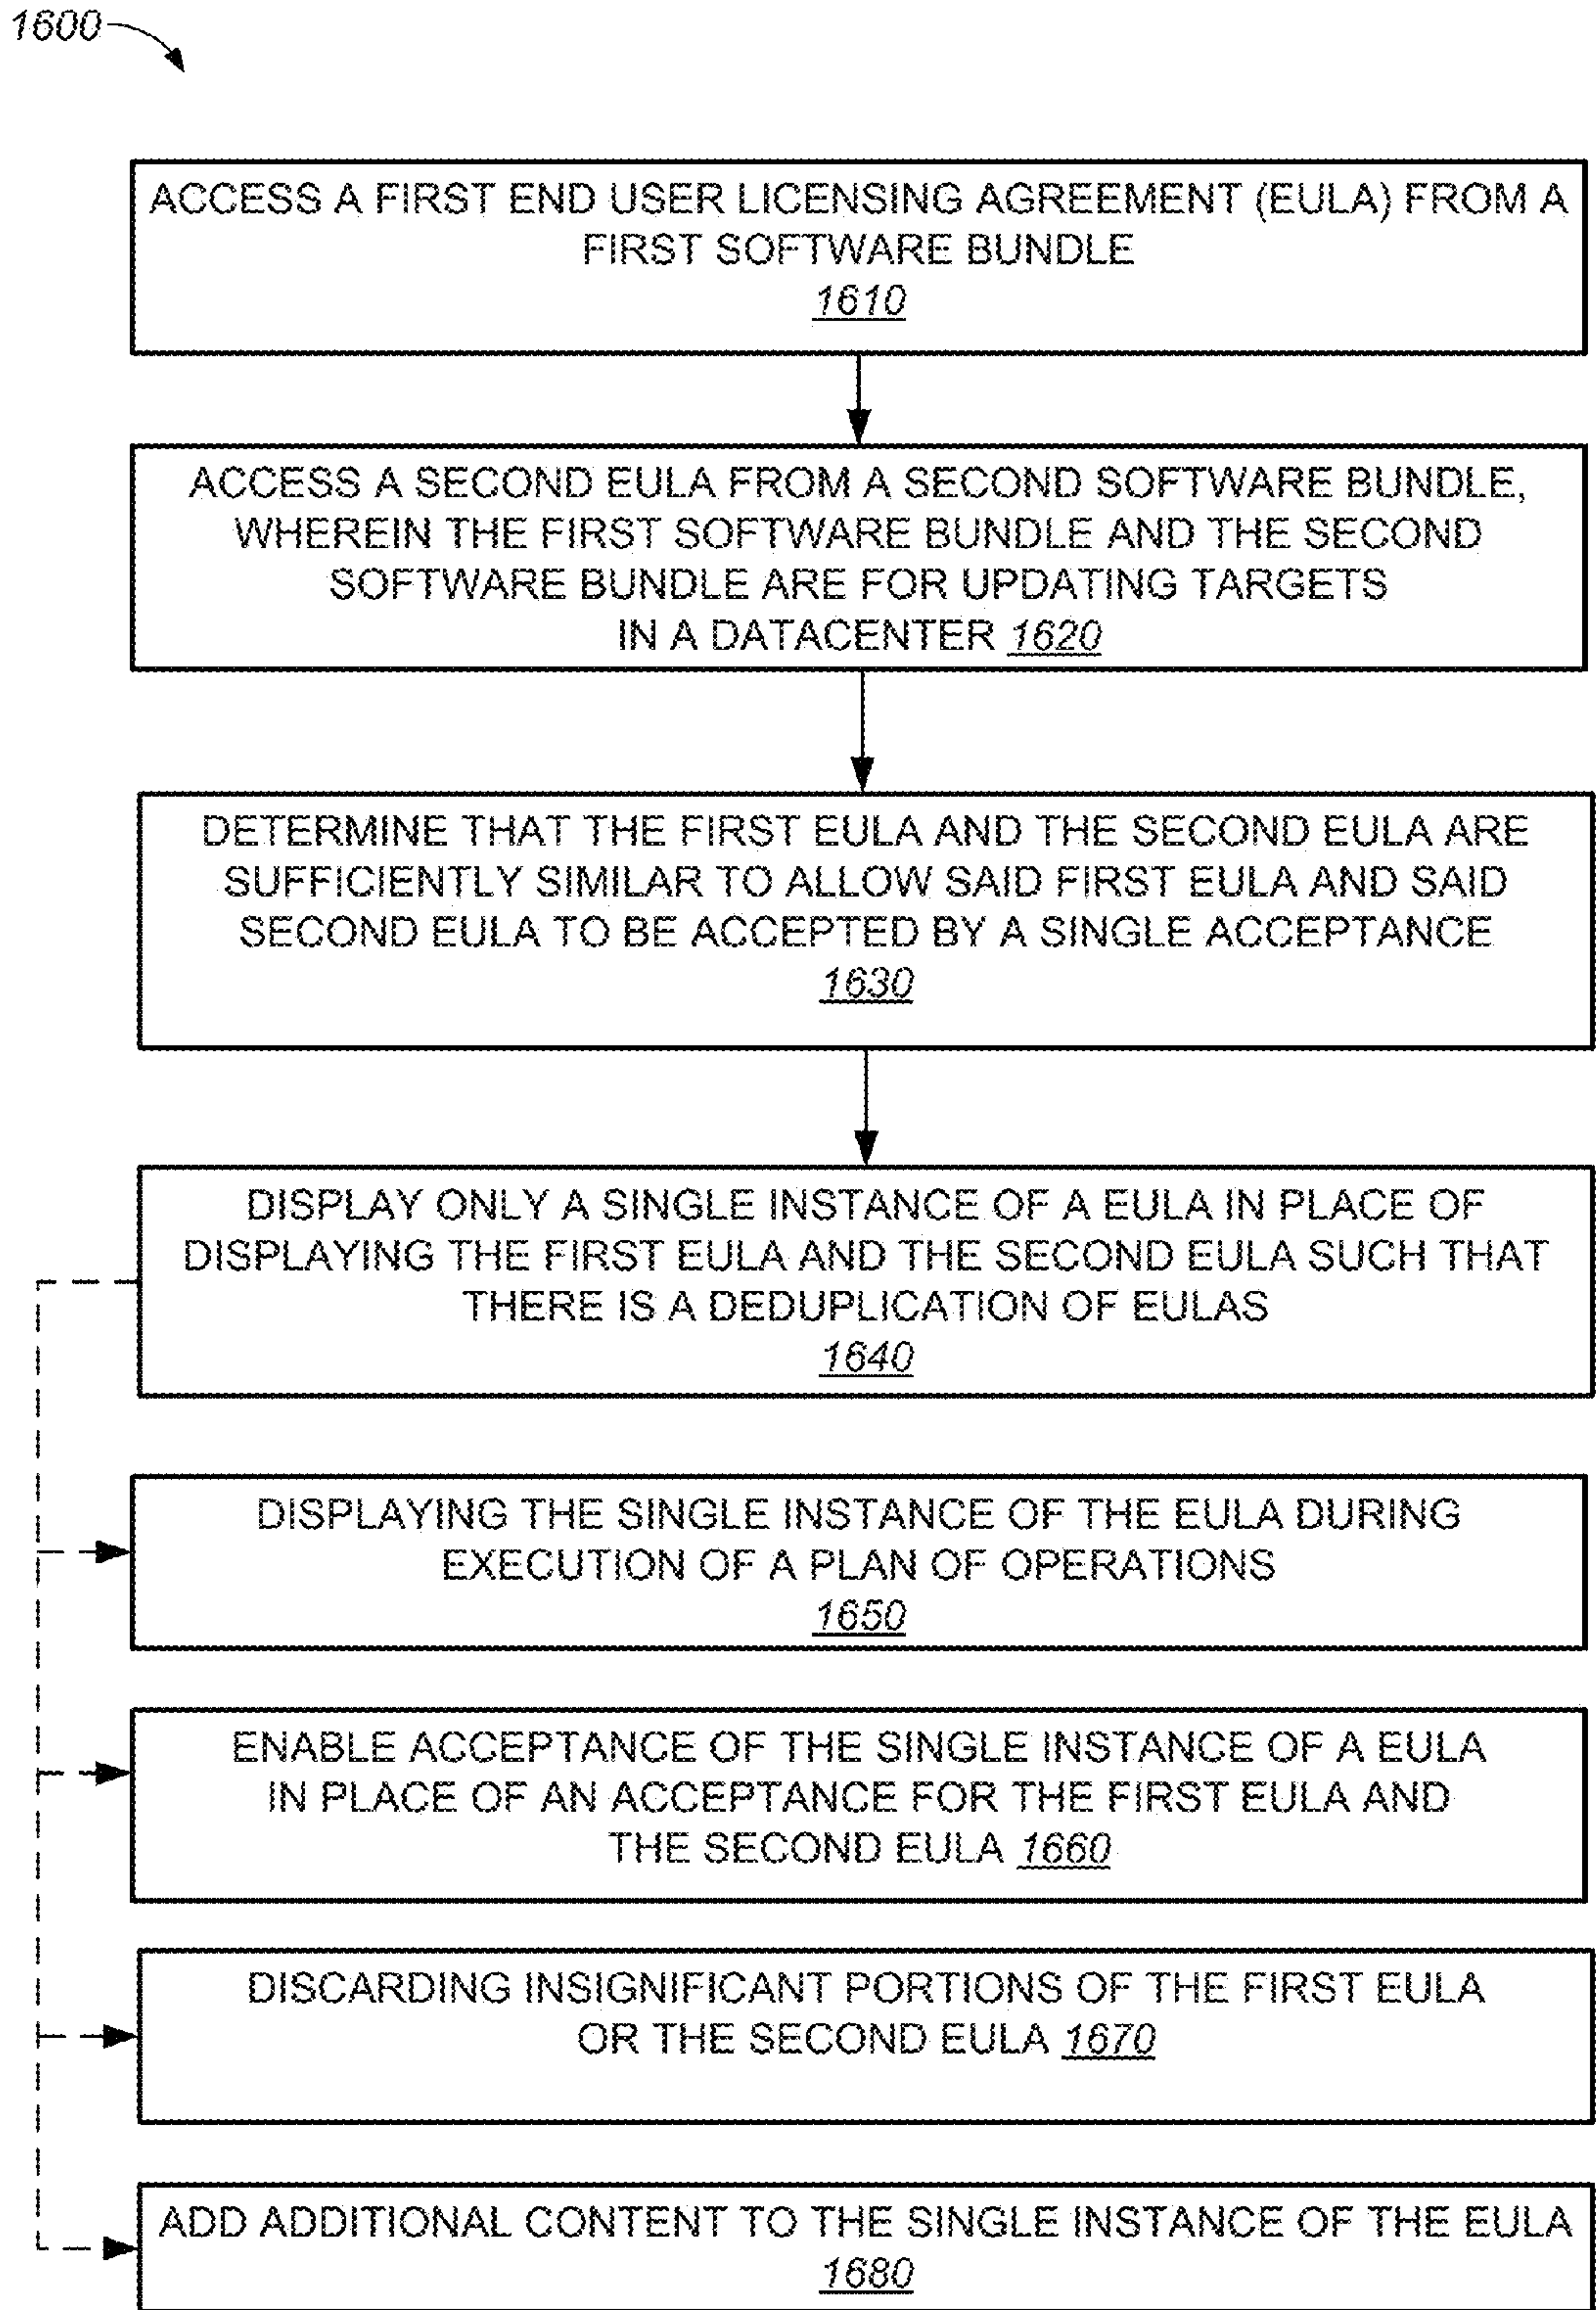 1600
ACCESS A FIRST END USER LICENSING AGREEMENT (EULA) FROM A
FIRST SOFTWARE BUNDLE
1610
ACCESS A SECOND EULA FROM A SECOND SOFTWARE BUNDLE,
WHEREIN THE FIRST SOFTWARE BUNDLE AND THE SECOND
SOFTWARE BUNDLE ARE FOR UPDATING TARGETS
IN A DATACENTER 1620
DETERMINE THAT THE FIRST EULA AND THE SECOND EULA ARE
SUFFICIENTLY SIMILAR TO ALLOW SAID FIRST EULA AND SAID
SECOND EULA TO BE ACCEPTED BY A SINGLE ACCEPTANCE
1630
DISPLAY ONLY A SINGLE INSTANCE OF A EULA IN PLACE OF
DISPLAYING THE FIRST EULA AND THE SECOND EULA SUCH THAT
THERE IS A DEDUPLICATION OF EULAS
1640
DISPLAYING THE SINGLE INSTANCE OF THE EULA DURING
EXECUTION OF A PLAN OF OPERATIONS
1650
ENABLE ACCEPTANCE OF THE SINGLE INSTANCE OF A EULA
IN PLACE OF AN ACCEPTANCE FOR THE FIRST EULA AND
THE SECOND EULA 1660
DISCARDING INSIGNIFICANT PORTIONS OF THE FIRST EULA
OR THE SECOND EULA 1670
ADD ADDITIONAL CONTENT TO THE SINGLE INSTANCE OF THE EULA
1680